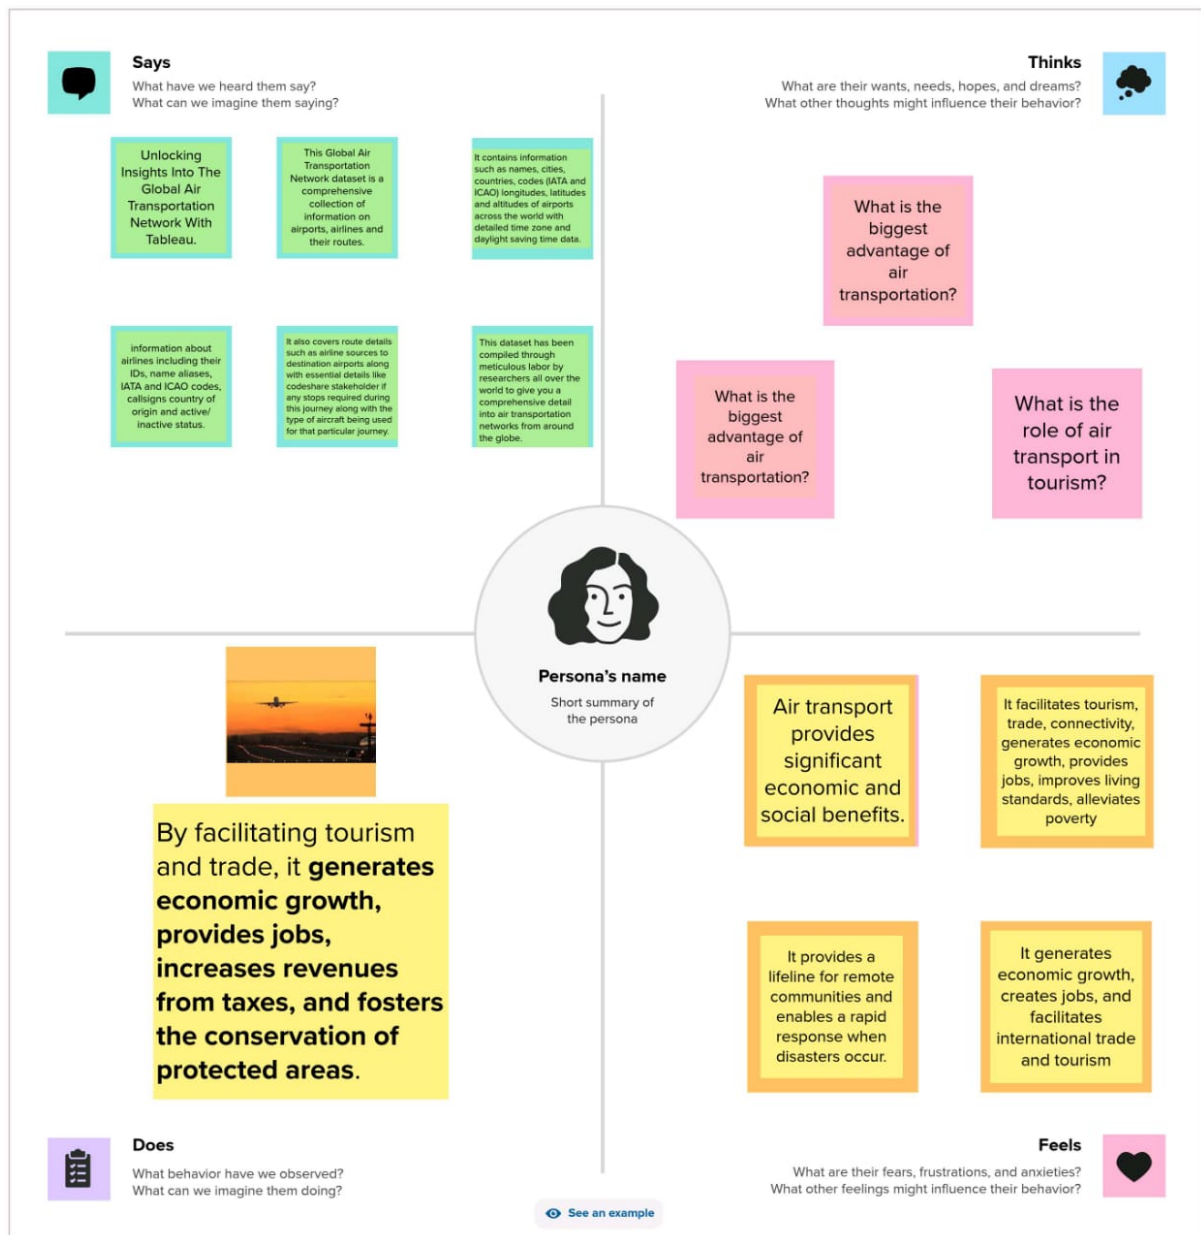 Says
What have we heard them say?
What can we imagine them saying?
Unlocking
Insights Into The
Global Air
Transportation
Network With
Tableau.
This Global Air
Transportation
Network dataset is a
comprehensive
collection of
information on
airports, airlines and
their routes.
It contains information
such as names, cities,
countries, codes (IATA and
ICAO) longitudes, latitudes
and altitudes of airports
across the world with
detailed time zone and
daylight saving time data.
information about
airlines including their
IDs, name aliases,
IATA and ICAO codes,
callsigns country of
origin and active/
inactive status.
It also covers route details
such as airline sources to
destination airports along
with essential details like
codeshare stakeholder if
any stops required during
this journey along with the
type of aircraft being used
for that particular journey.
This dataset has been
compiled through
meticulous labor by
researchers all over the
world to give you a
comprehensive detail
into air transportation
networks from around
the globe.
Thinks
What are their wants, needs, hopes, and dreams?
What other thoughts might influence their behavior?
What is the
biggest
advantage of
air
transportation?
What is the
biggest
advantage of
air
transportation?
What is the
role of air
transport in
tourism?
Persona's name
Short summary of
the persona
By facilitating tourism
and trade, it generates
economic growth,
provides jobs,
increases revenues
from taxes, and fosters
the conservation of
protected areas.
Does
What behavior have we observed?
What can we imagine them doing?
Air transport
provides
significant
economic and
social benefits.
It facilitates tourism,
trade, connectivity,
generates economic
growth, provides
jobs, improves living
standards, alleviates
poverty
It provides a
lifeline for remote
communities and
enables a rapid
response when
disasters occur.
It generates
economic growth,
creates jobs, and
facilitates
international trade
and tourism
Feels
What are their fears, frustrations, and anxieties?
What other feelings might influence their behavior?
See an example